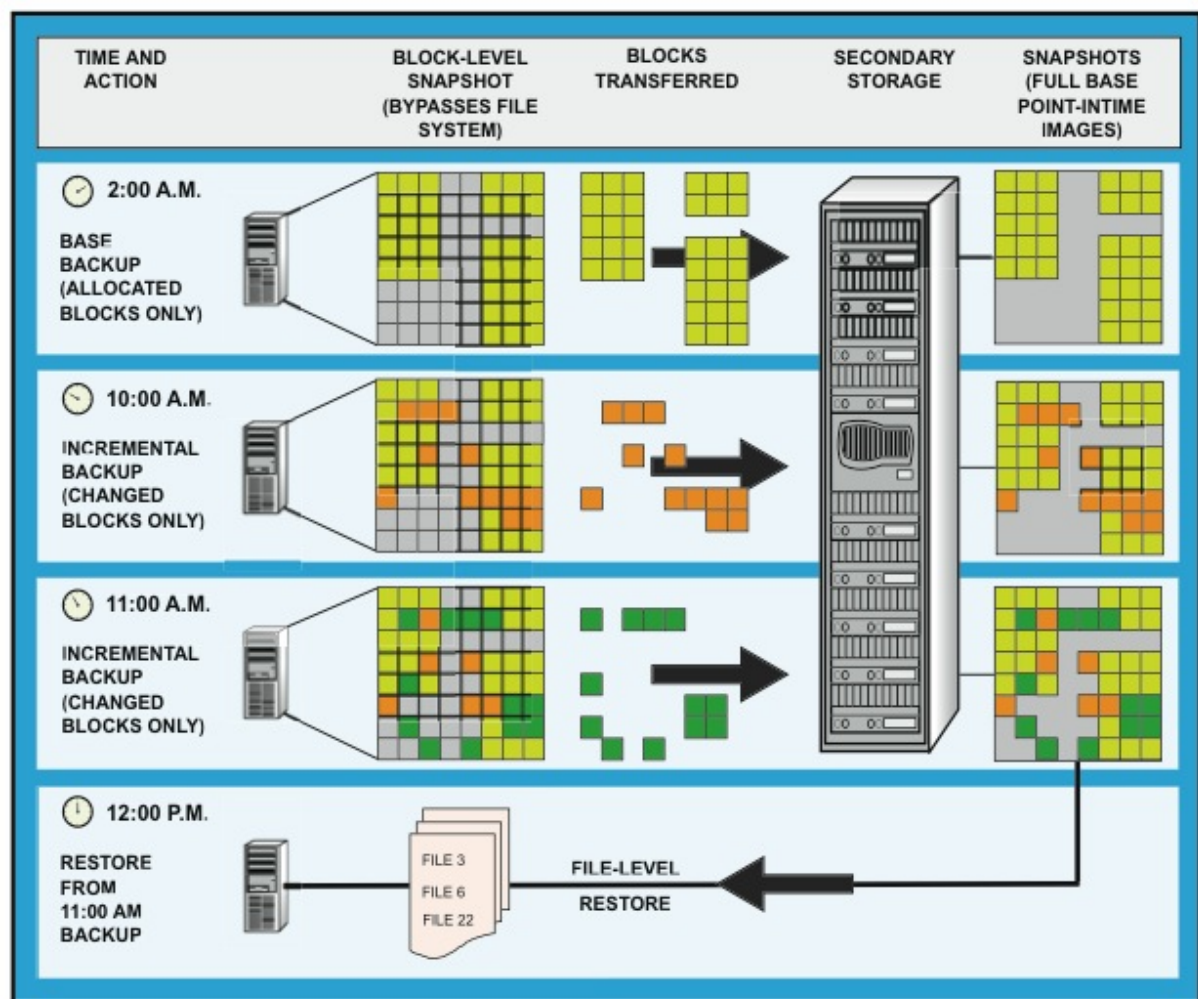 TIME AND
ACTION
BLOCK-LEVEL
SNAPSHOT
(BYPASSES FILE
SYSTEM)
BLOCKS
TRANSFERRED
SECONDARY
STORAGE
SNAPSHOTS
(FULL BASE
POINT-INTIME
IMAGES)
2:00 A.M.
BASE
BACKUP
(ALLOCATED
BLOCKS ONLY)
10:00 A.M.
INCREMENTAL
BACKUP
(CHANGED
BLOCKS ONLY)
11:00 A.M.
INCREMENTAL
BACKUP
(CHANGED
BLOCKS ONLY)
12:00 P.M.
RESTORE
FROM
11:00 AM
BACKUP
FILE 3
FILE 6
FILE 22
FILE-LEVEL
RESTORE